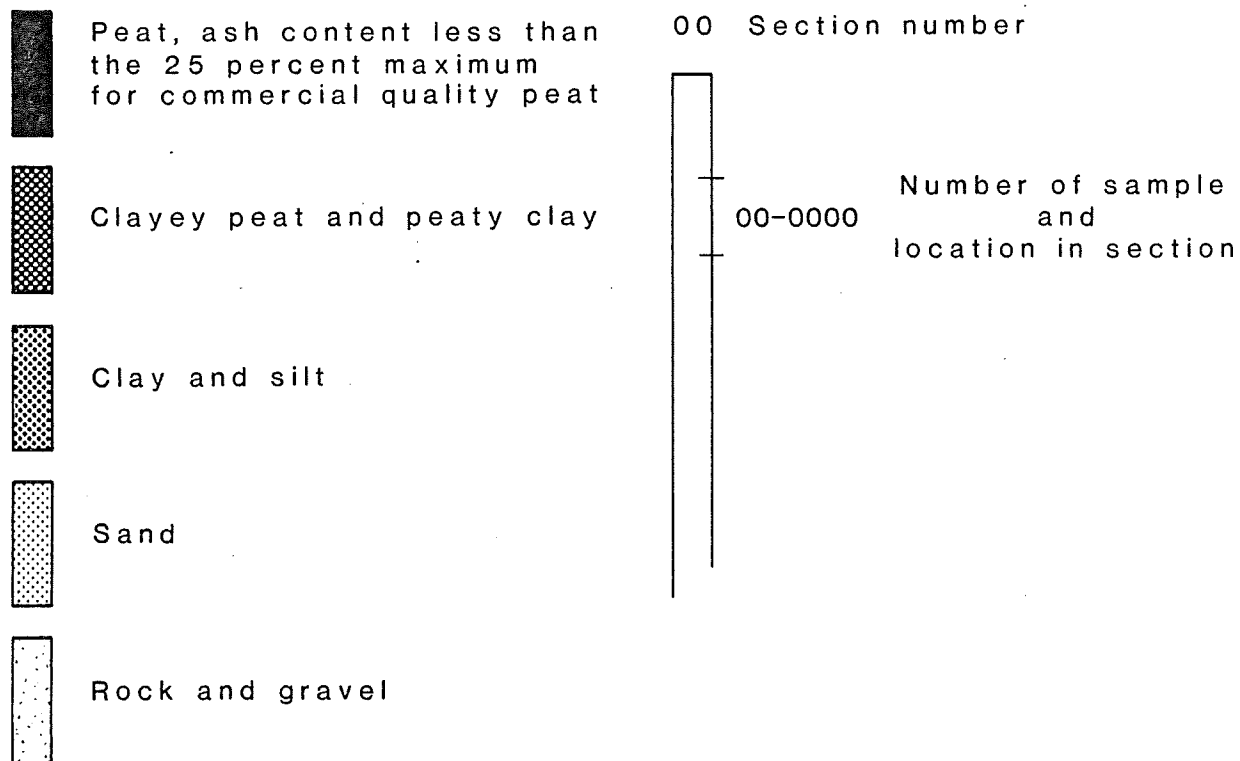 Peat, ash content less than
the 25 percent maximum
for commercial quality peat
Clayey peat and peaty clay
Clay and silt
Sand
Rock and gravel
00 Section number
00-0000
Number of sample
and
location in section